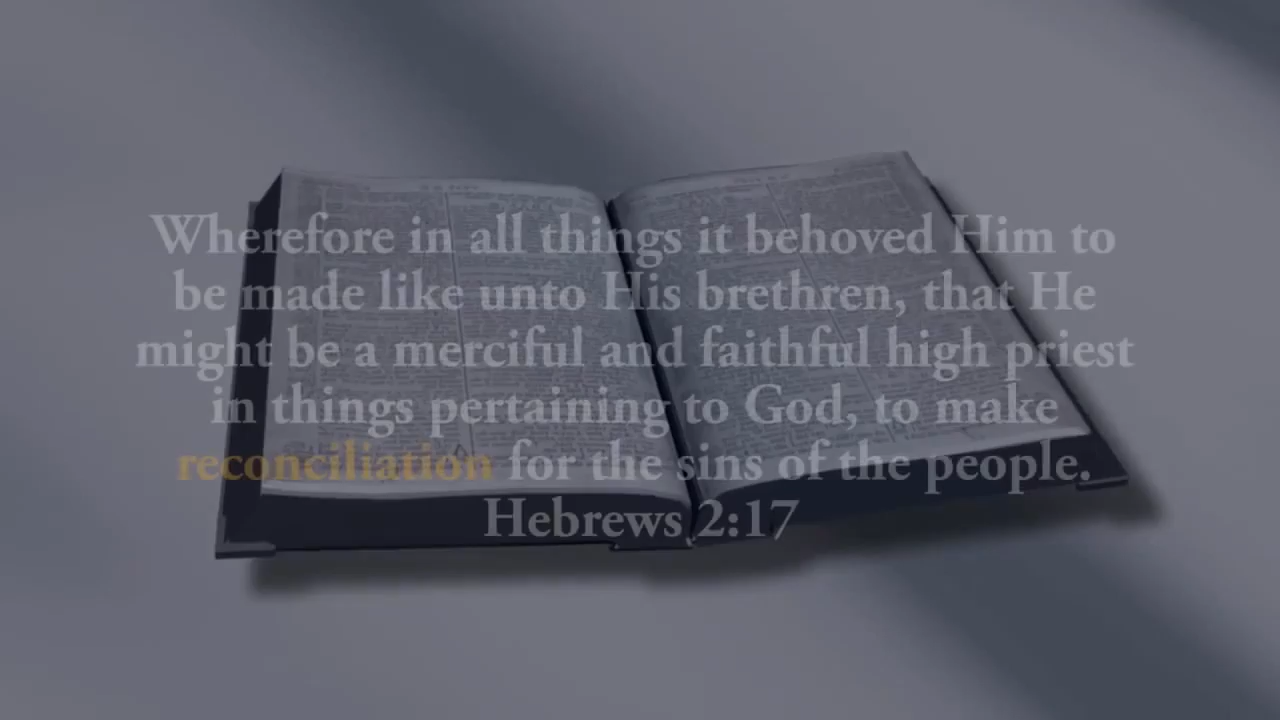 Wherefore in all things it behoved Him to
be made like unto His brethren, that He
might be a merciful and faithful high priest
in things pertaining to God, to make
reconciliation for the sins of the people.
Hebrews 2:17